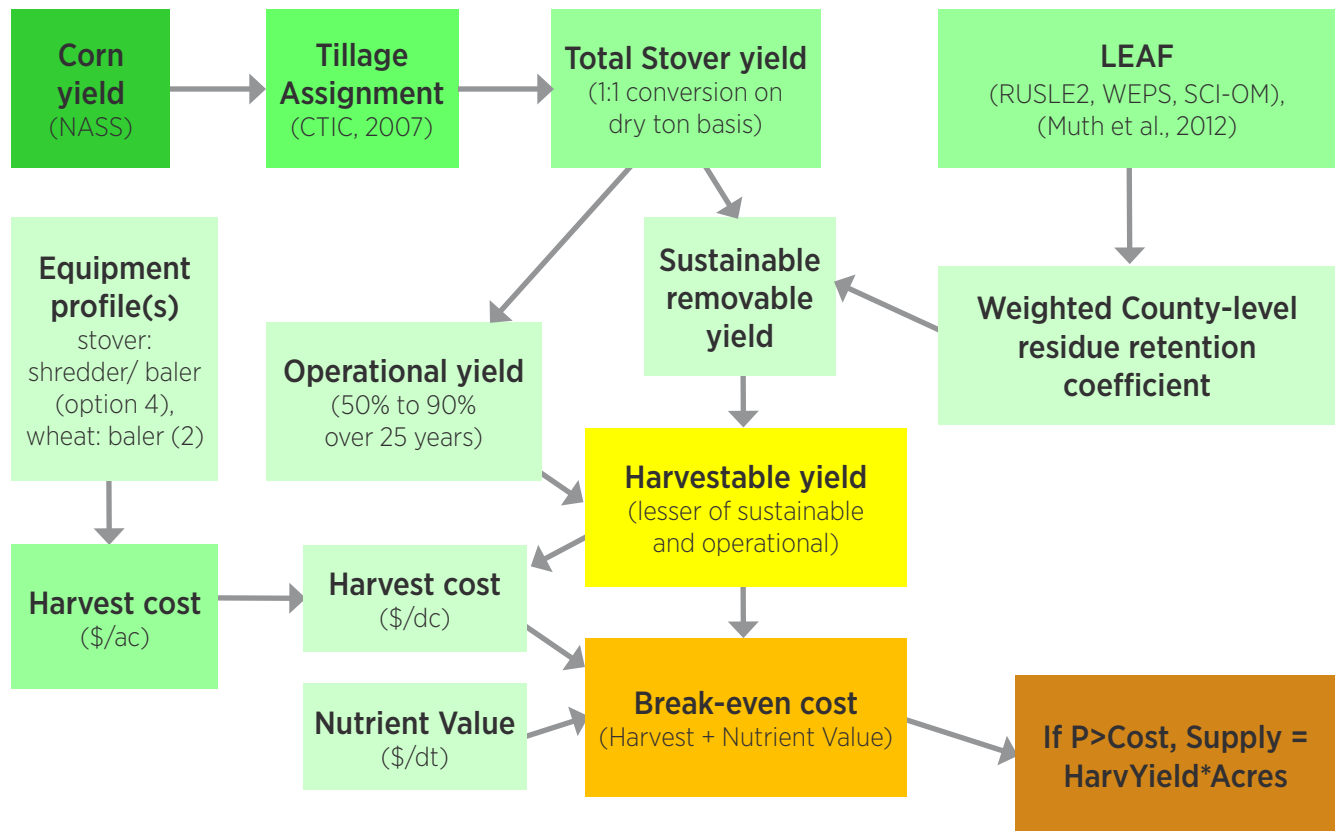 Corn
yield
(NASS)
Tillage
Assignment
(CTIC, 2007)
Total Stover yield
(1:1 conversion on
dry ton basis)
LEAF
(RUSLE2, WEPS, SCI-OM),
(Muth et al., 2012)
Equipment
profile(s)
stover:
shredder/ baler
(option 4),
wheat: baler (2)
Operational yield
(50% to 90%
over 25 years)
Sustainable
removable
yield
Weighted County-level
residue retention
coefficient
Harvestable yield
(lesser of sustainable
and operational)
Harvest cost
($/ac)
Harvest cost
($/dc)
Nutrient Value
($/dt)
Break-even cost
(Harvest + Nutrient Value)
If P>Cost, Supply =
HarvYield*Acres